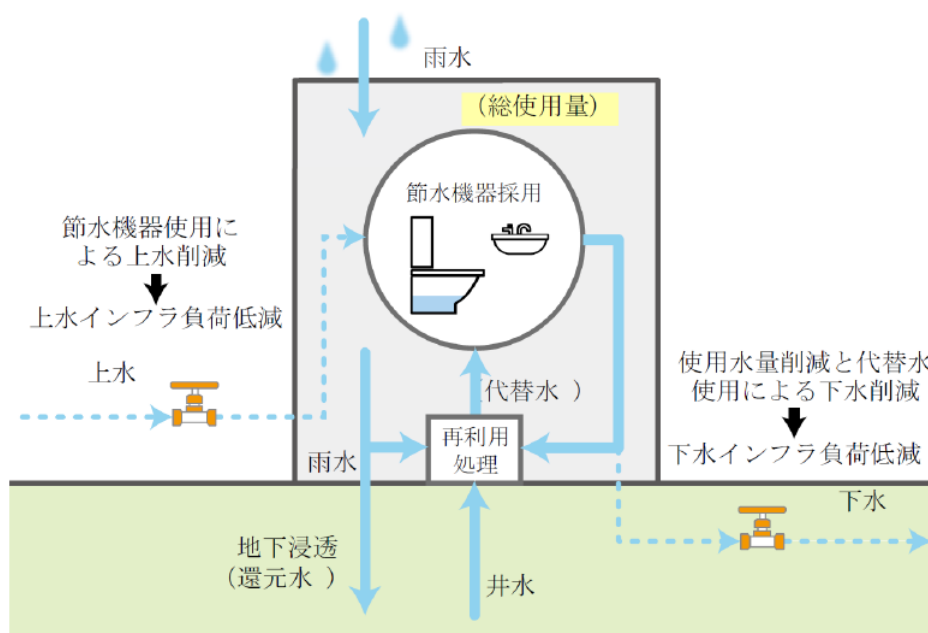 雨水
(総使用量)
節水機器採用
節水機器使用に
よる上水削減
上水インフラ負荷低減
上水
使用水量削減と代替水
使用による下水削減
下水インフラ負荷低減
(代替水 )
再利用
処理
雨水
下水
地下浸透
(還元水 )
井水